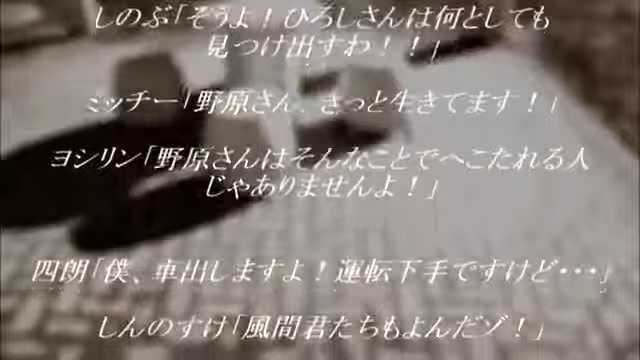 しのぶ「そうよ！ひろしさんは何としても
見つけ出すわ！！」
ミッチー「野原さん、きっと生きてます！」
ヨシリン「野原さんはそんなことでへこたれる人
じゃありませんよ！」
四朗「僕、車出しますよ！運転下手ですけど・・・」
しんのすけ「風間君たちもよんだゾ！」